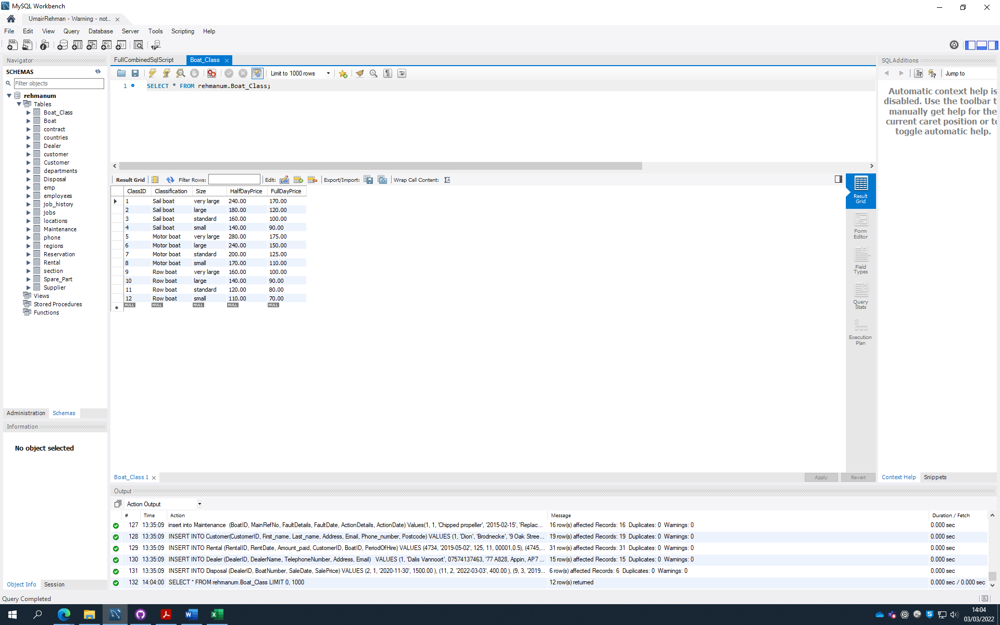 MySQL Workbench
UmairRehman - Warning - not...
File Edit View Query Database Server Tools Scripting Help
Navigator
SCHEMAS
Filter objects
rehmanum
Tables
Boat_Class
Boat
contract
countries
Dealer
customer
Customer
departments
Disposal
emp
employees
job_history
jobs
locations
Maintenance
phone
regions
Reservation
Rental
section
Spare_Part
Supplier
Views
Stored Procedures
Functions
Administration Schemas
Information
No object selected
Object Info Session
FullCombinedSqlScript Boat_Class
Limit to 1000 rows
1 SELECT * FROM rehmanum.Boat_Class;
Result Grid Filter Rows: Edit: Export/Import: Wrap Cell Content:
ClassID Classification Size HalfDayPrice FullDayPrice
1 Sail boat very large 240.00 170.00
2 Sail boat large 180.00 120.00
3 Sail boat standard 160.00 100.00
4 Sail boat small 140.00 90.00
5 Motor boat very large 280.00 175.00
6 Motor boat large 240.00 150.00
7 Motor boat standard 200.00 125.00
8 Motor boat small 170.00 110.00
9 Row boat very large 160.00 100.00
10 Row boat large 140.00 90.00
11 Row boat standard 120.00 80.00
12 Row boat small 110.00 70.00
NULL NULL NULL NULL NULL
Result
Grid
Form
Editor
Field
Types
Query
Stats
Execution
Plan
Boat_Class 1
Apply Revert
SQLAdditions
Jump to
Automatic context help is
disabled. Use the toolbar t
manually get help for the
current caret position or to
toggle automatic help.
Context Help Snippets
Output
Action Output
# Time Action Message Duration / Fetch
127 13:35:09 insert into Maintenance (BoatID, MainRefNo, FaultDetails, FaultDate, ActionDetails, ActionDate) Values(1, 1, 'Chipped propeller', '2015-02-15', 'Replac... 16 row(s) affected Records: 16 Duplicates: 0 Warnings: 0 0.000 sec
128 13:35:09 INSERT INTO Customer(CustomerID, First_name, Last_name, Address, Email, Phone_number, Postcode) VALUES (1, 'Dion', 'Brodnecke', '9 Oak Stree... 19 row(s) affected Records: 19 Duplicates: 0 Warnings: 0 0.000 sec
129 13:35:09 INSERT INTO Rental (RentalID, RentDate, Amount_paid, CustomerID, BoatID, PeriodOfHire) VALUES (4734, '2019-05-02', 125, 11, 00001,0.5), (4745,... 31 row(s) affected Records: 31 Duplicates: 0 Warnings: 0 0.000 sec
130 13:35:09 INSERT INTO Dealer (DealerID, DealerName, TelephoneNumber, Address, Email) VALUES (1, 'Dalis Vannoort', 07574137463, '77 A828, Appin, AP7 ... 15 row(s) affected Records: 15 Duplicates: 0 Warnings: 0 0.000 sec
131 13:35:09 INSERT INTO Disposal (DealerID, BoatNumber, SaleDate, SalePrice) VALUES (2, 1, '2020-11-30', 1500.00 ), (11, 2, '2022-03-03', 400.00 ), (9, 3, '2019... 6 row(s) affected Records: 6 Duplicates: 0 Warnings: 0 0.000 sec
132 14:04:00 SELECT * FROM rehmanum.Boat_Class LIMIT 0, 1000 12 row(s) returned 0.000 sec / 0.000 sec
Query Completed
14:04
03/03/2022